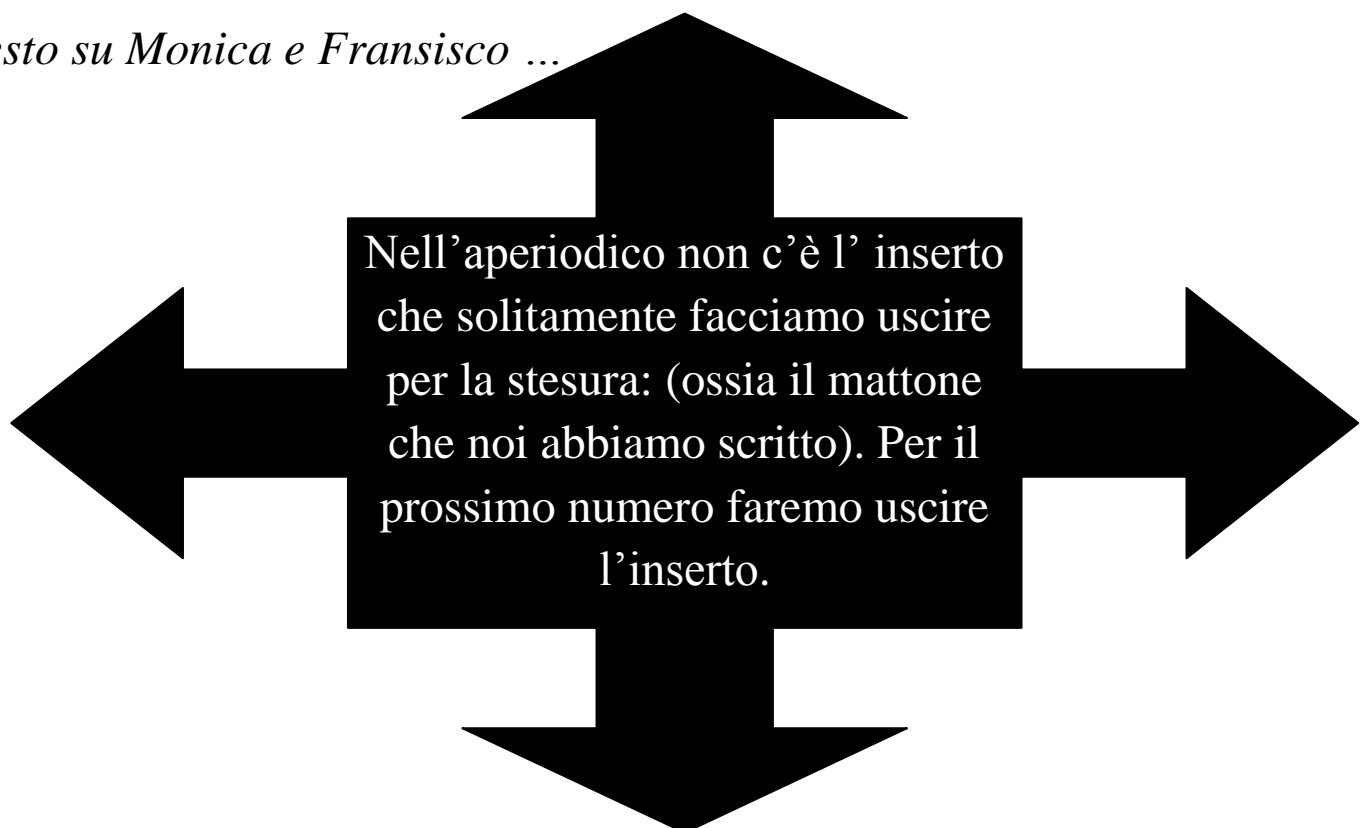 su Monica e Fransisco …
Nell’aperiodico non c’è l’ inserto
che solitamente facciamo uscire
per la stesura: (ossia il mattone
che noi abbiamo scritto). Per il
prossimo numero faremo uscire
l’inserto.